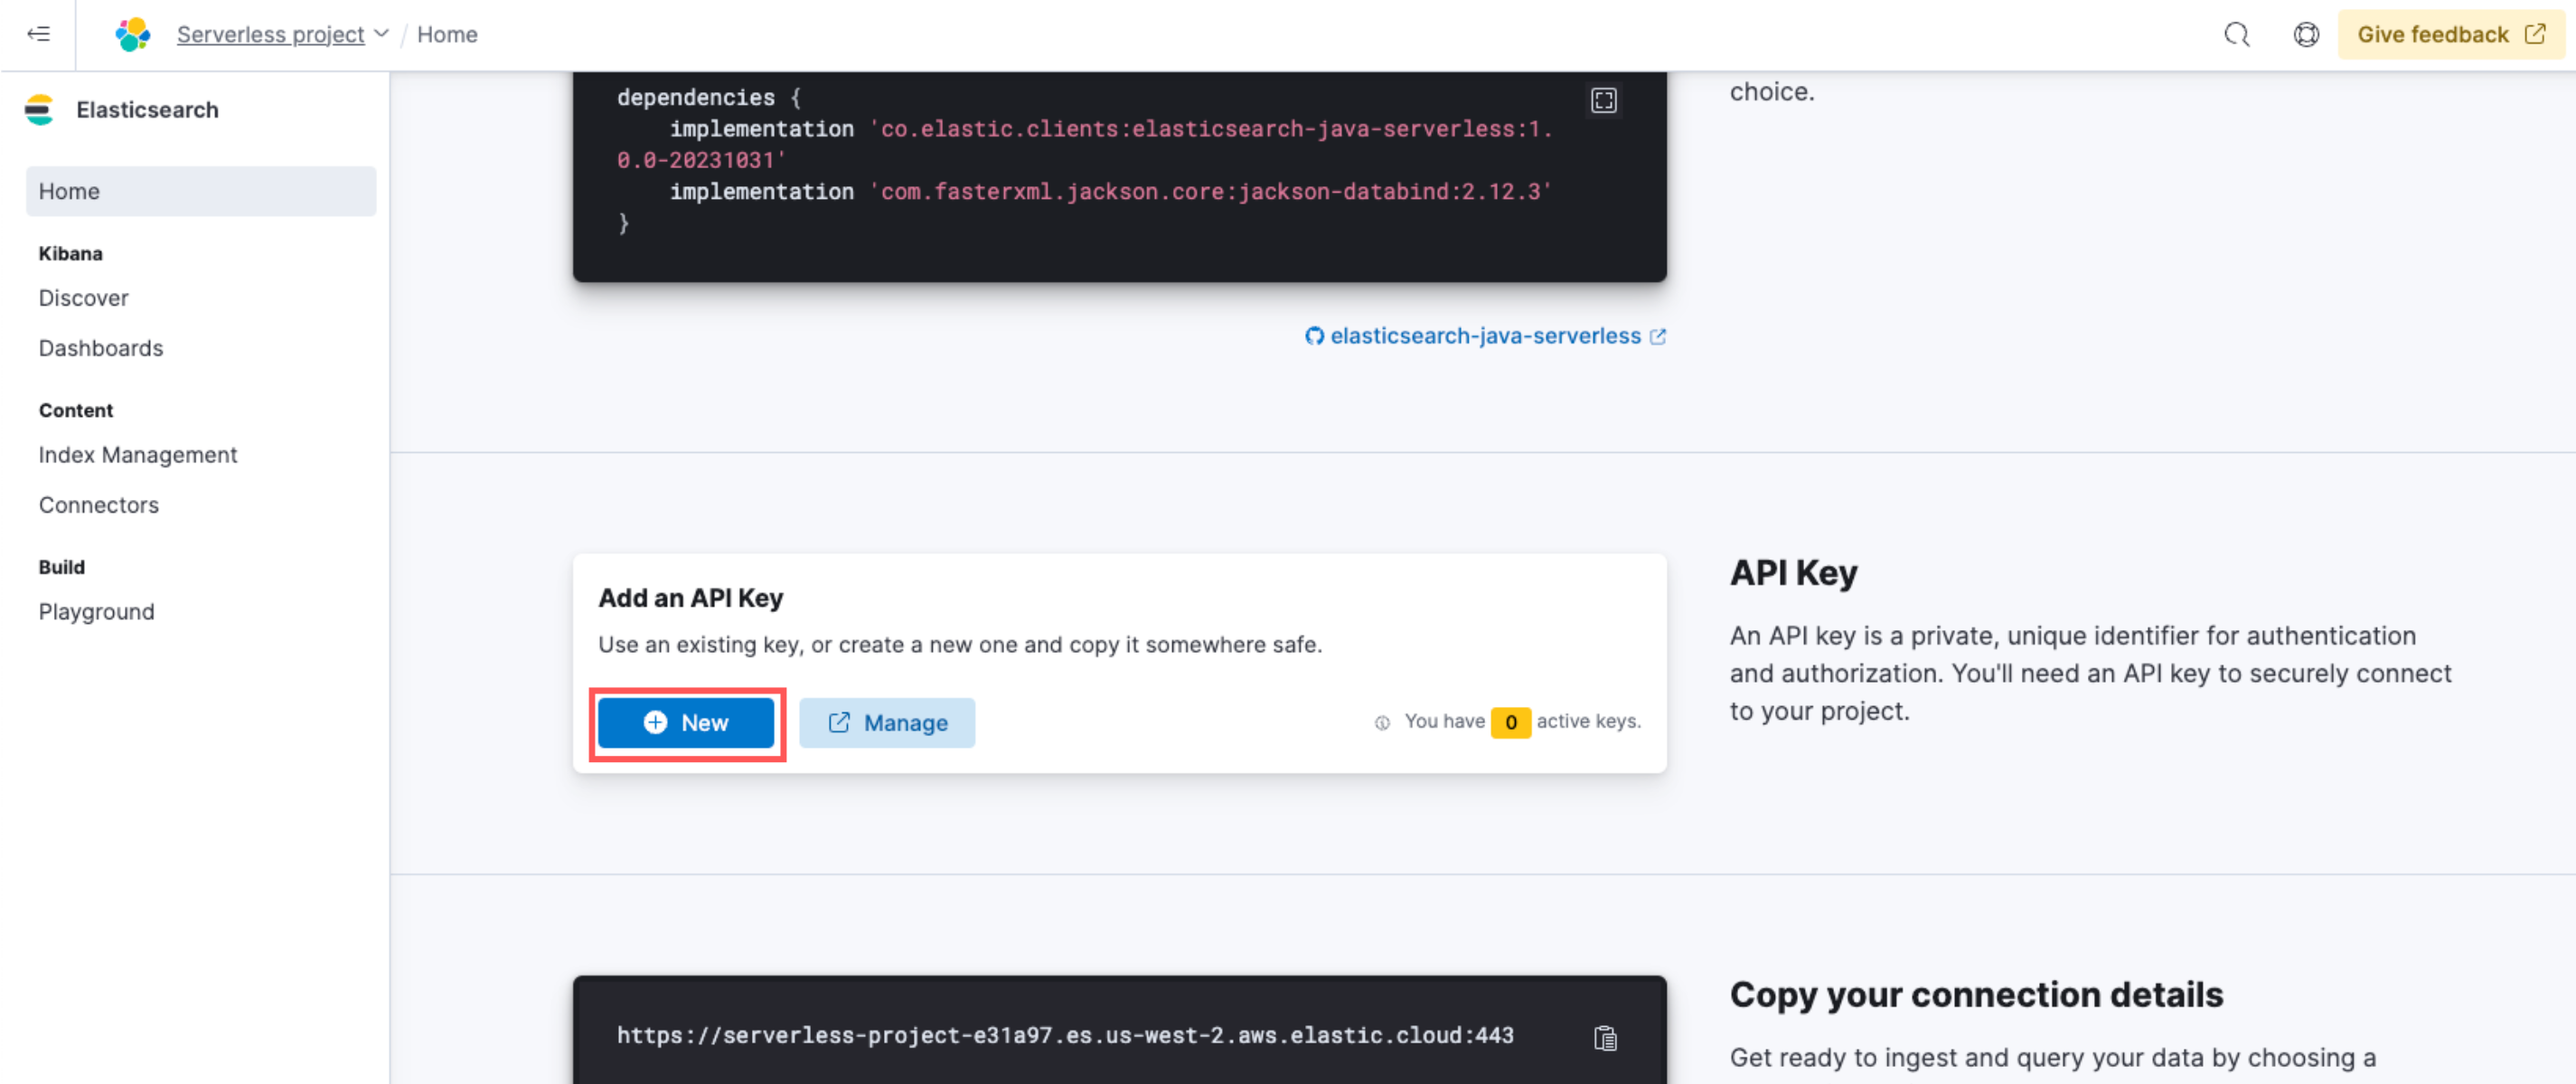 Serverless project / Home
Give feedback
Elasticsearch
Home
Kibana
Discover
Dashboards
Content
Index Management
Connectors
Build
Playground
dependencies {
implementation 'co.elastic.clients:elasticsearch-java-serverless:1.
0.0-20231031'
implementation 'com.fasterxml.jackson.core:jackson-databind:2.12.3'
}
elasticsearch-java-serverless
choice.
Add an API Key
Use an existing key, or create a new one and copy it somewhere safe.
New
Manage
You have 0 active keys.
API Key
An API key is a private, unique identifier for authentication
and authorization. You'll need an API key to securely connect
to your project.
https://serverless-project-e31a97.es.us-west-2.aws.elastic.cloud:443
Copy your connection details
Get ready to ingest and query your data by choosing a